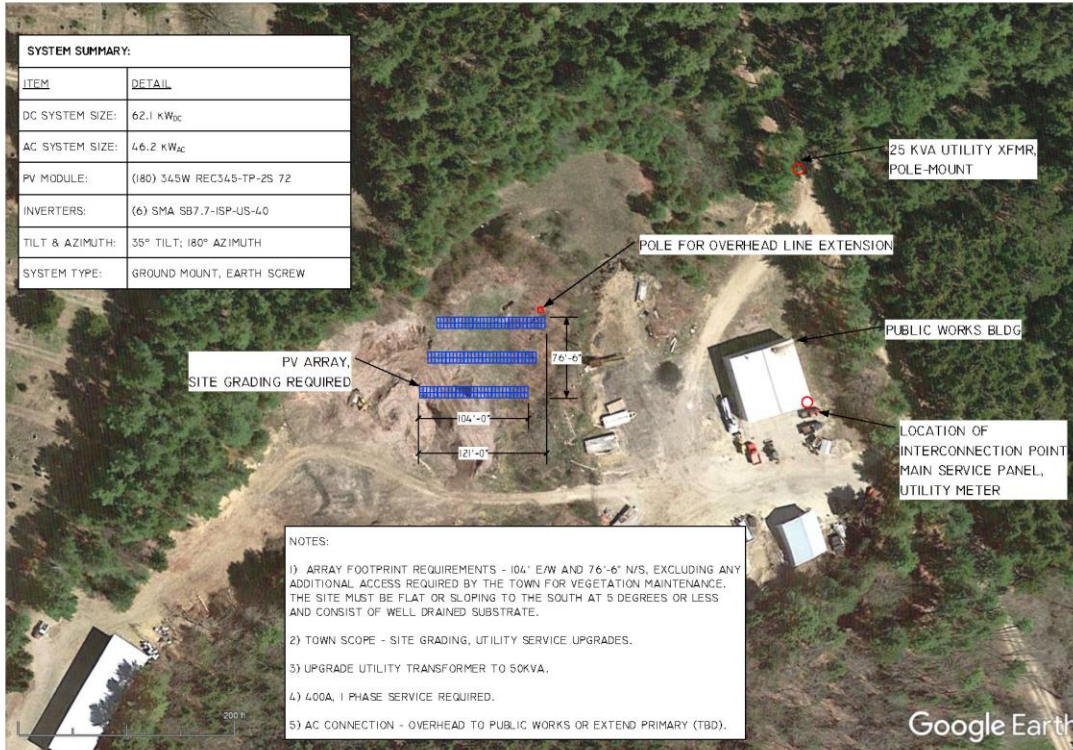 SYSTEM SUMMARY:
ITEM DETAIL
DC SYSTEM SIZE: 62.1 KWDC
AC SYSTEM SIZE: 46.2 KWAC
PV MODULE: (180) 345W REC345-TP-2S 72
INVERTERS: (6) SMA SB7.7-1SP-US-40
TILT & AZIMUTH: 35° TILT; 180° AZIMUTH
SYSTEM TYPE: GROUND MOUNT, EARTH SCREW
25 KVA UTILITY XFMR,
POLE-MOUNT
POLE FOR OVERHEAD LINE EXTENSION
PUBLIC WORKS BLDG
PV ARRAY,
SITE GRADING REQUIRED
76'-6"
104'-0"
121'-0"
LOCATION OF
INTERCONNECTION POINT
MAIN SERVICE PANEL,
UTILITY METER
NOTES:
1) ARRAY FOOTPRINT REQUIREMENTS - 104' E/W AND 76'-6" N/S, EXCLUDING ANY
ADDITIONAL ACCESS REQUIRED BY THE TOWN FOR VEGETATION MAINTENANCE.
THE SITE MUST BE FLAT OR SLOPING TO THE SOUTH AT 5 DEGREES OR LESS
AND CONSIST OF WELL DRAINED SUBSTRATE.
2) TOWN SCOPE - SITE GRADING, UTILITY SERVICE UPGRADES.
3) UPGRADE UTILITY TRANSFORMER TO 50KVA.
4) 400A, 1 PHASE SERVICE REQUIRED.
5) AC CONNECTION - OVERHEAD TO PUBLIC WORKS OR EXTEND PRIMARY (TBD).
200 ft
Google Earth